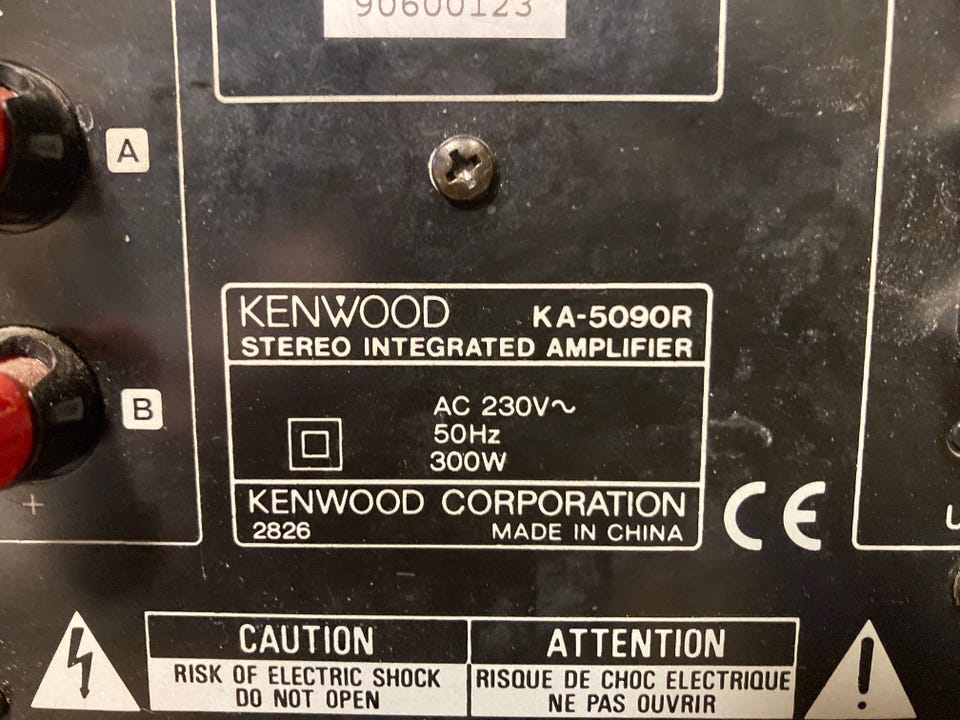 90600123
A
KENWOOD KA-5090R
STEREO INTEGRATED AMPLIFIER
B
AC 230V~
50Hz
300W
+
KENWOOD CORPORATION
2826 MADE IN CHINA
CE
CAUTION
RISK OF ELECTRIC SHOCK
DO NOT OPEN
ATTENTION
RISQUE DE CHOC ELECTRIQUE
NE PAS OUVRIR